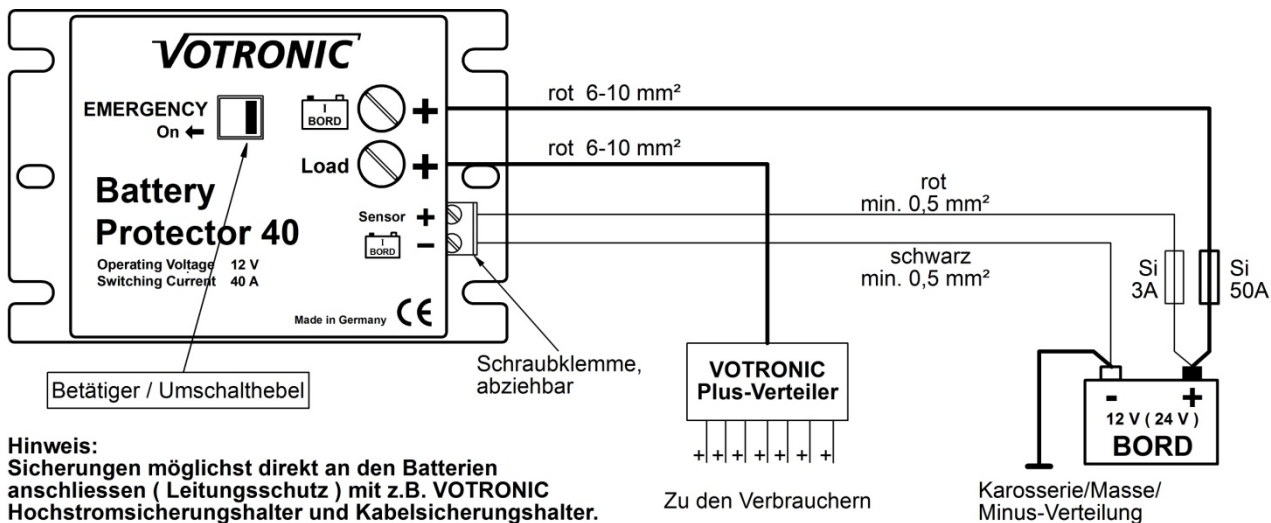 VOTRONIC
EMERGENCY
On
I
BORD
+
Load
+
Battery
Protector 40
Sensor +
I
BORD
−
Operating Voltage 12 V
Switching Current 40 A
Made in Germany CE
rot 6-10 mm²
rot 6-10 mm²
rot
min. 0,5 mm²
schwarz
min. 0,5 mm²
Si
3A
Si
50A
Betätiger / Umschalthebel
Schraubklemme,
abziehbar
VOTRONIC
Plus-Verteiler
+ + + + + + +
Zu den Verbrauchern
- +
12 V ( 24 V )
BORD
Karosserie/Masse/
Minus-Verteilung
Hinweis:
Sicherungen möglichst direkt an den Batterien
anschliessen ( Leitungsschutz ) mit z.B. VOTRONIC
Hochstromsicherungshalter und Kabelsicherungshalter.